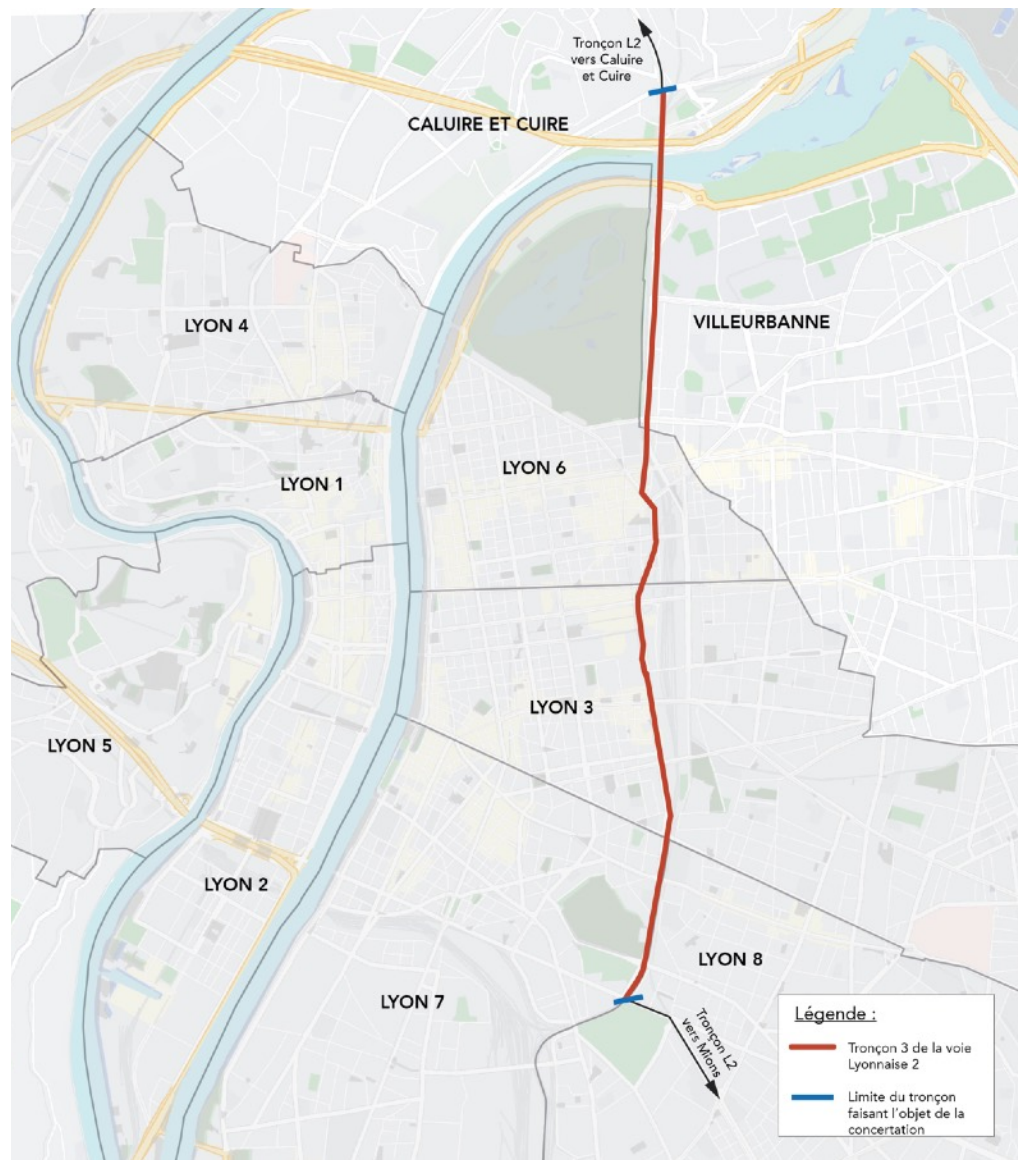 Tronçon L2
vers Caluire
et Cuire
CALUIRE ET CUIRE
LYON 4
VILLEURBANNE
LYON 6
LYON 1
LYON 3
LYON 5
LYON 2
LYON 8
LYON 7
Tronçon L2
vers Mions
Légende :
Tronçon 3 de la voie
Lyonnaise 2
Limite du tronçon
faisant l'objet de la
concertation